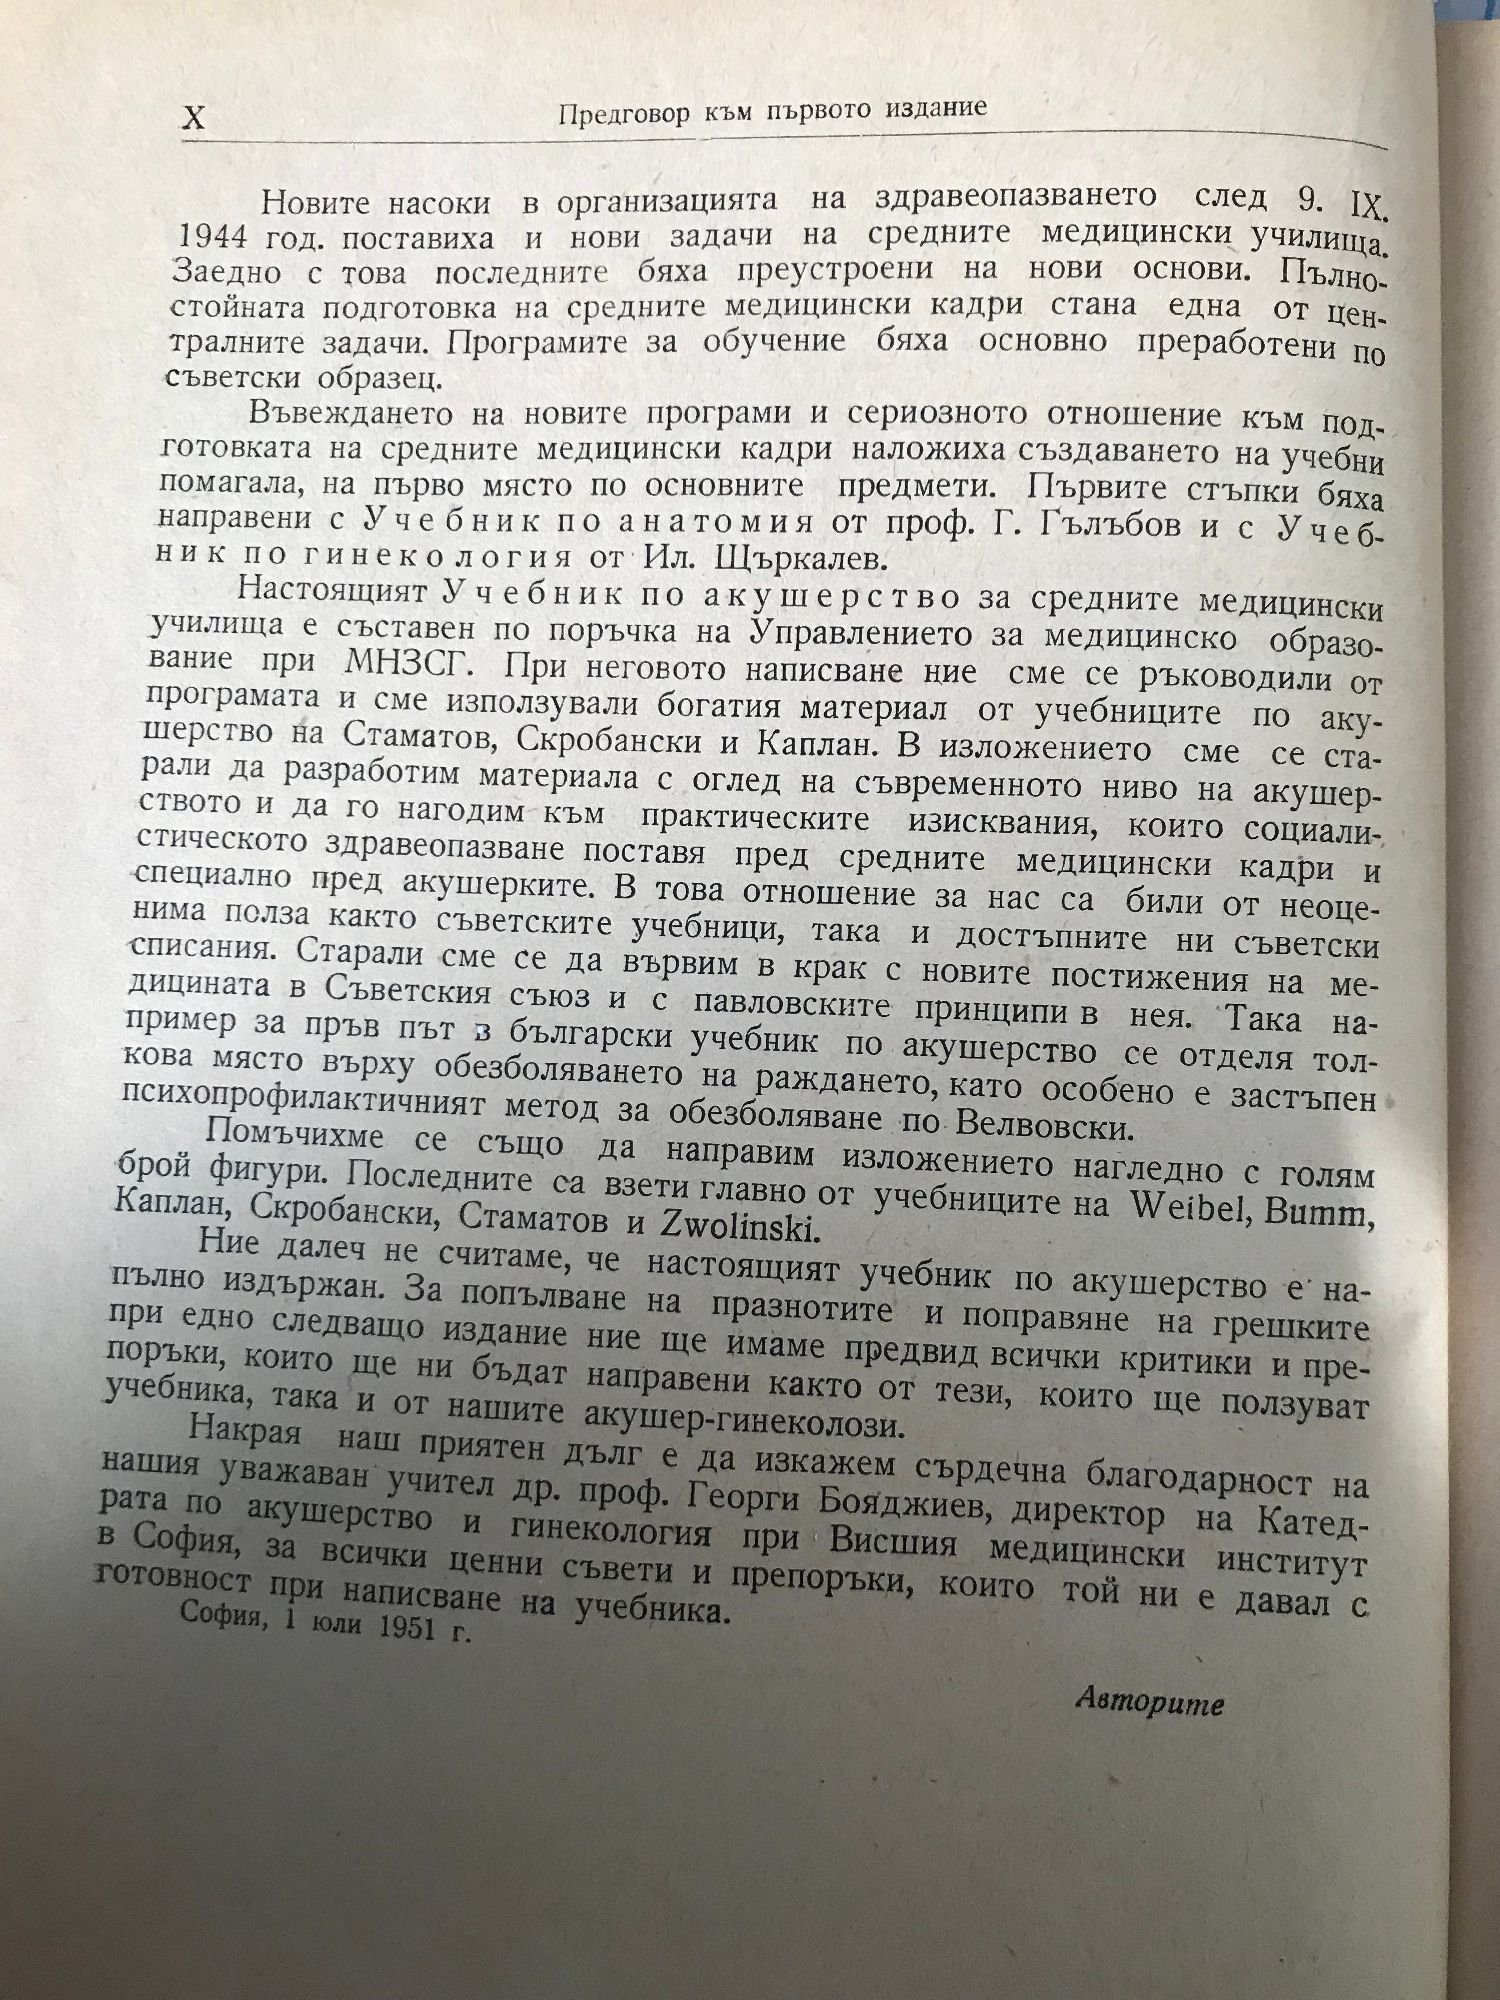 X
Предговор към първото издание
Новите насоки в организацията на здравеопазването след 9. IX.
1944 год. поставиха и нови задачи на средните медицински училища.
Заедно с това последните бяха преустроени на нови основи. Пълно-
стойната подготовка на средните медицински кадри стана една от цен-
тралните задачи. Програмите за обучение бяха основно преработени по
съветски образец.
Въвеждането на новите програми и сериозното отношение към под-
готовката на средните медицински кадри наложиха създаването на учебни
помагала, на първо място по основните предмети. Първите стъпки бяха
направени с Учебник по анатомия от проф. Г. Гълъбов и с Учеб-
ник по гинекология от Ил. Щъркалев.
Настоящият Учебник по акушерство за средните медицински
училища е съставен по поръчка на Управлението за медицинско образо-
вание при МНЗСГ. При неговото написване ние сме се ръководили от
програмата и сме използували богатия материал от учебниците по аку-
шерство на Стаматов, Скробански и Каплан. В изложението сме се ста-
рали да разработим материала с оглед на съвременното ниво на акушер-
ството и да го нагодим към практическите изисквания, които социали-
стическото здравеопазване поставя пред средните медицински кадри и
специално пред акушерките. В това отношение за нас са били от неоце-
нима полза както съветските учебници, така и достъпните ни съветски
списания. Старали сме се да вървим в крак с новите постижения на ме-
дицината в Съветския съюз и с павловските принципи в нея. Така на-
пример за пръв път в български учебник по акушерство се отделя тол-
кова място върху обезболяването на раждането, като особено е застъпен
психопрофилактичният метод за обезболяване по Велвовски.
Помъчихме се също да направим изложението нагледно с голям
брой фигури. Последните са взети главно от учебниците на Weibel, Bumm,
Каплан, Скробански, Стаматов и Zwolinski.
Ние далеч не считаме, че настоящият учебник по акушерство е на-
пълно издържан. За попълване на празнотите и поправяне на грешките
при едно следващо издание ние ще имаме предвид всички критики и пре-
поръки, които ще ни бъдат направени както от тези, които ще ползуват
учебника, така и от нашите акушер-гинеколози.
Накрая наш приятен дълг е да изкажем сърдечна благодарност на
нашия уважаван учител др. проф. Георги Бояджиев, директор на Катед-
рата по акушерство и гинекология при Висшия медицински институт
в София, за всички ценни съвети и препоръки, които той ни е давал с
готовност при написване на учебника.
София, 1 юли 1951 г.
Авторите